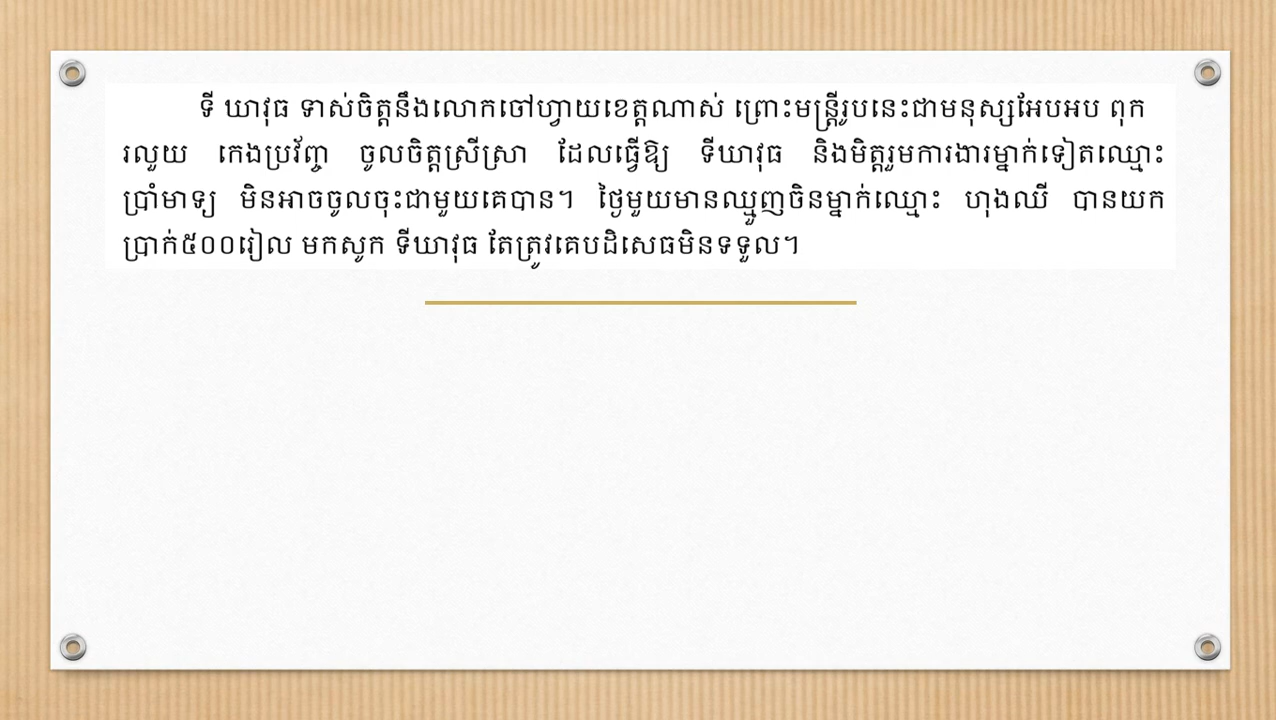 ទី ឃាវុធ ទាស់ចិត្តនឹងលោកចៅហ្វាយខេត្តណាស់ ព្រោះមន្ត្រីរូបនេះជាមនុស្សអែបអប ពុក
រលួយ កេងប្រវ័ញ្ច ចូលចិត្តស្រីស្រា ដែលធ្វើឱ្យ ទីឃាវុធ និងមិត្តរួមការងារម្នាក់ទៀតឈ្មោះ
ប្រាំមាទ្យ មិនអាចចូលចុះជាមួយគេបាន។ ថ្ងៃមួយមានឈ្មួញចិនម្នាក់ឈ្មោះ ហុងឈី បានយក
ប្រាក់៥០០រៀល មកសូក ទីឃាវុធ តែត្រូវគេបដិសេធមិនទទួល។